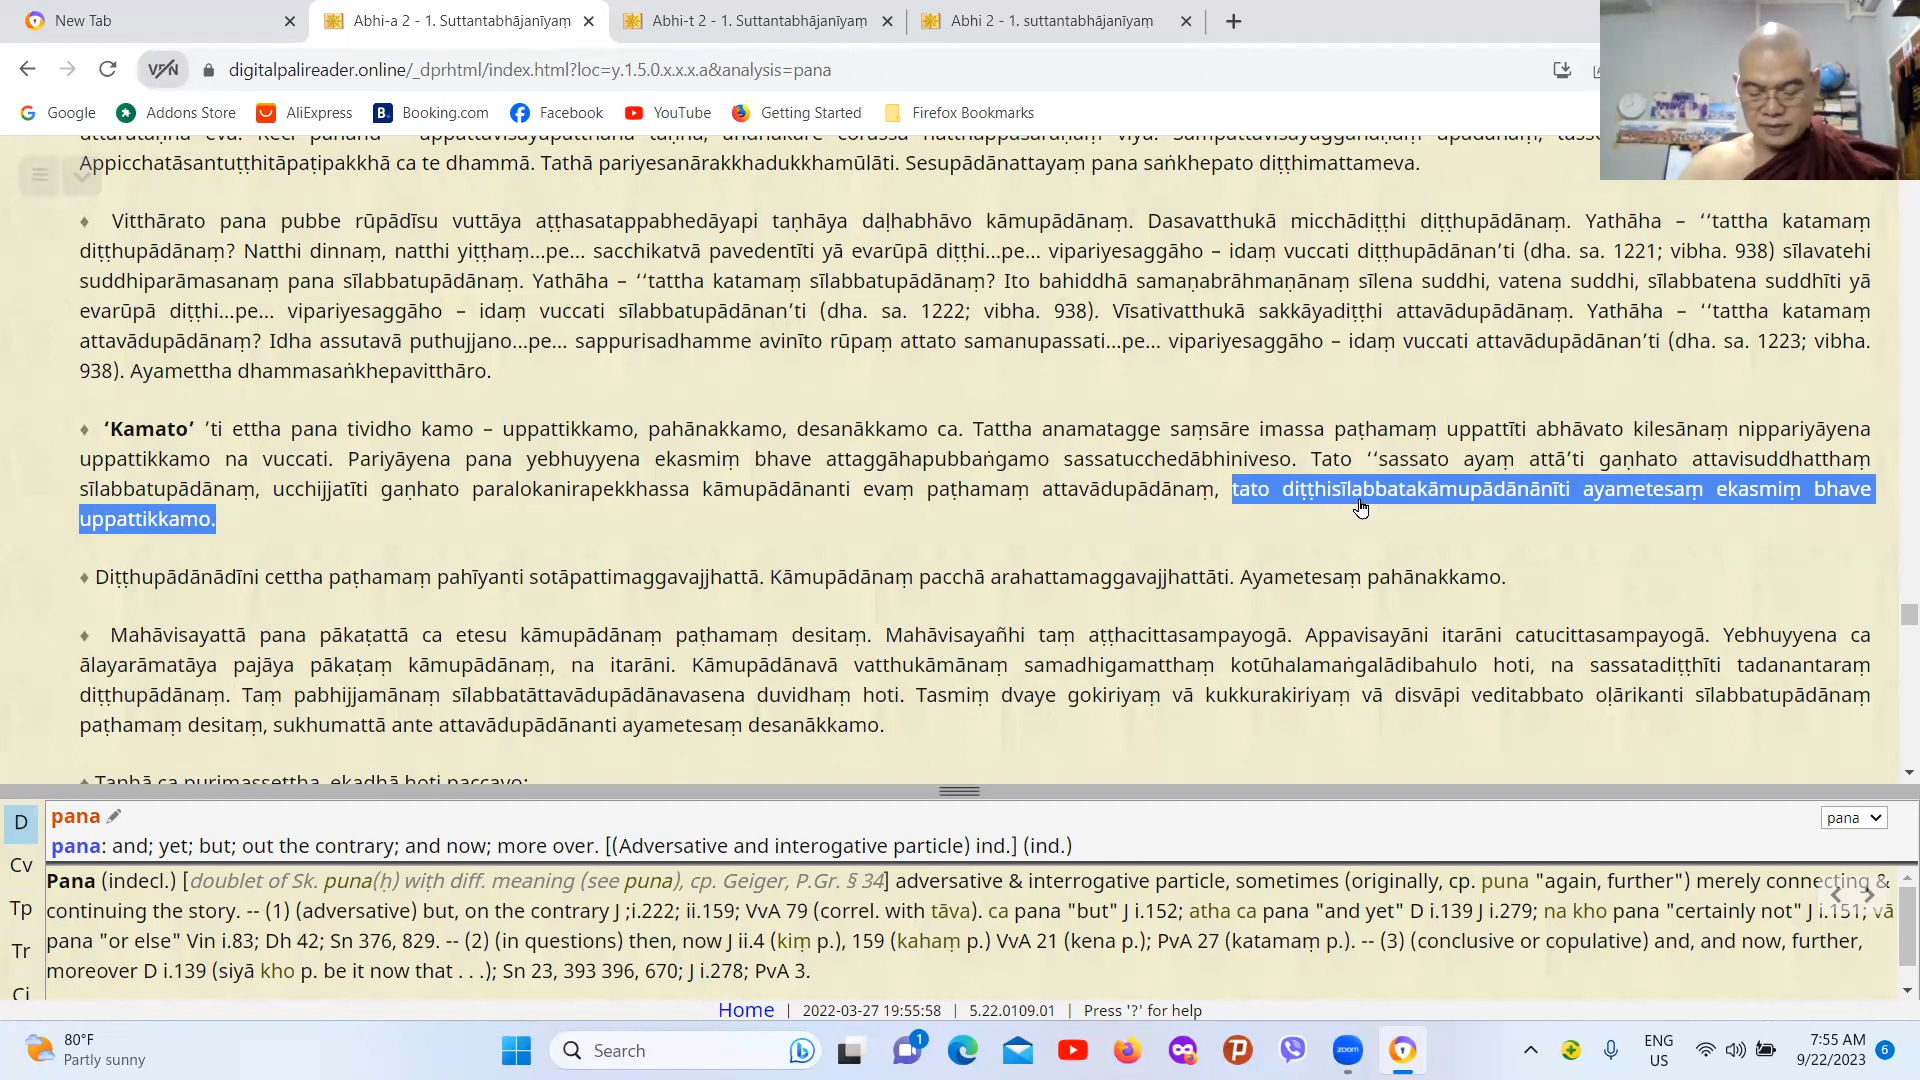 New Tab
Abhi-a 2 - 1. Suttantabhājanīyaṃ
Abhi-t 2 - 1. Suttantabhājanīyaṃ
Abhi 2 - 1. suttantabhājanīyaṃ
VPN
digitalpalireader.online/_dprhtml/index.html?loc=y.1.5.0.x.x.x.a&analysis=pana
Google
Addons Store
AliExpress
Booking.com
Facebook
YouTube
Getting Started
Firefox Bookmarks
Appicchatāsantuṭṭhitāpaṭipakkhā ca te dhammā. Tathā pariyesanārakkhadukkhamūlāti. Sesupādānattayaṃ pana saṅkhepato diṭṭhimattameva.
♦ Vitthārato pana pubbe rūpādīsu vuttāya aṭṭhasatappabhedāyapi taṇhāya daḷhabhāvo kāmupādānaṃ. Dasavatthukā micchādiṭṭhi diṭṭhupādānaṃ. Yathāha – ‘‘tattha katamaṃ
diṭṭhupādānaṃ? Natthi dinnaṃ, natthi yiṭṭhaṃ...pe... sacchikatvā pavedentīti yā evarūpā diṭṭhi...pe... vipariyesaggāho – idaṃ vuccati diṭṭhupādānan’ti (dha. sa. 1221; vibha. 938) sīlavatehi
suddhiparāmasanaṃ pana sīlabbatupādānaṃ. Yathāha – ‘‘tattha katamaṃ sīlabbatupādānaṃ? Ito bahiddhā samaṇabrāhmaṇānaṃ sīlena suddhi, vatena suddhi, sīlabbatena suddhīti yā
evarūpā diṭṭhi...pe... vipariyesaggāho – idaṃ vuccati sīlabbatupādānan’ti (dha. sa. 1222; vibha. 938). Vīsativatthukā sakkāyadiṭṭhi attavādupādānaṃ. Yathāha – ‘‘tattha katamaṃ
attavādupādānaṃ? Idha assutavā puthujjano...pe... sappurisadhamme avinīto rūpaṃ attato samanupassati...pe... vipariyesaggāho – idaṃ vuccati attavādupādānan’ti (dha. sa. 1223; vibha.
938). Ayamettha dhammasaṅkhepavitthāro.
♦ ‘Kamato’ ’ti ettha pana tividho kamo – uppattikkamo, pahānakkamo, desanākkamo ca. Tattha anamatagge saṃsāre imassa paṭhamaṃ uppattīti abhāvato kilesānaṃ nippariyāyena
uppattikkamo na vuccati. Pariyāyena pana yebhuyyena ekasmiṃ bhave attaggāhapubbaṅgamo sassatucchedābhiniveso. Tato ‘‘sassato ayaṃ attā’ti gaṇhato attavisuddhatthaṃ
sīlabbatupādānaṃ, ucchijjatīti gaṇhato paralokanirapekkhassa kāmupādānanti evaṃ paṭhamaṃ attavādupādānaṃ, tato diṭṭhisīlabbatakāmupādānānīti ayametesaṃ ekasmiṃ bhave
uppattikkamo.
♦ Diṭṭhupādānādīni cettha paṭhamaṃ pahīyanti sotāpattimaggavajjhattā. Kāmupādānaṃ pacchā arahattamaggavajjhattāti. Ayametesaṃ pahānakkamo.
♦ Mahāvisayattā pana pākaṭattā ca etesu kāmupādānaṃ paṭhamaṃ desitaṃ. Mahāvisayañhi taṃ aṭṭhacittasampayogā. Appavisayāni itarāni catucittasampayogā. Yebhuyyena ca
ālayarāmatāya pajāya pākaṭaṃ kāmupādānaṃ, na itarāni. Kāmupādānavā vatthukāmānaṃ samadhigamatthaṃ kotūhalamaṅgalādibahulo hoti, na sassatadiṭṭhīti tadanantaraṃ
diṭṭhupādānaṃ. Taṃ pabhijjamānaṃ sīlabbatāttavādupādānavasena duvidhaṃ hoti. Tasmiṃ dvaye gokiriyaṃ vā kukkurakiriyaṃ vā disvāpi veditabbato oḷārikanti sīlabbatupādānaṃ
paṭhamaṃ desitaṃ, sukhumattā ante attavādupādānanti ayametesaṃ desanākkamo.
♦ Taṇhā ca purimassettha, ekadhā hoti paccayo;
D
Cv
Tp
Tr
Ci
pana
pana
pana: and; yet; but; out the contrary; and now; more over. [(Adversative and interogative particle) ind.] (ind.)
Pana (indecl.) [doublet of Sk. puna(ḥ) wiṭh diff. meaning (see puna), cp. Geiger, P.Gr. § 34] adversative & interrogative particle, sometimes (originally, cp. puna "again, further") merely connecting &
continuing the story. -- (1) (adversative) but, on the contrary J ;i.222; ii.159; VvA 79 (correl. with tāva). ca pana "but" J i.152; atha ca pana "and yet" D i.139 J i.279; na kho pana "certainly not" J i.151; vā
pana "or else" Vin i.83; Dh 42; Sn 376, 829. -- (2) (in questions) then, now J ii.4 (kiṃ p.), 159 (kahaṃ p.) VvA 21 (kena p.); PvA 27 (katamaṃ p.). -- (3) (conclusive or copulative) and, and now, further,
moreover D i.139 (siyā kho p. be it now that . . .); Sn 23, 393 396, 670; J i.278; PvA 3.
Home | 2022-03-27 19:55:58 | 5.22.0109.01 | Press '?' for help
80°F
Partly sunny
Search
1
zoom
ENG
US
7:55 AM
9/22/2023
6